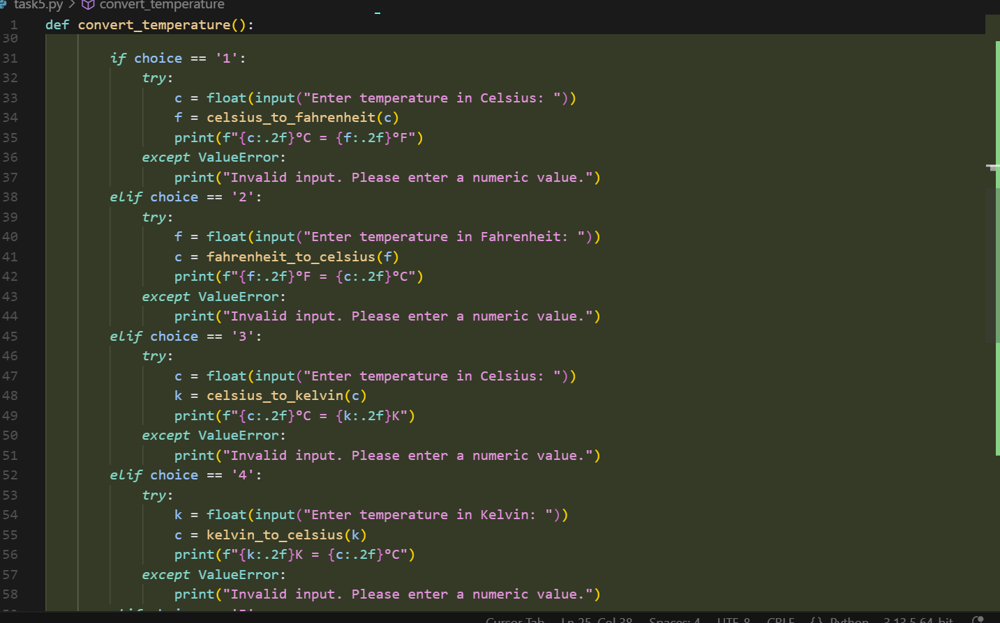 task5.py > convert_temperature
1 def convert_temperature():
30
31 if choice == '1':
32 try:
33 c = float(input("Enter temperature in Celsius: "))
34 f = celsius_to_fahrenheit(c)
35 print(f"{c:.2f}°C = {f:.2f}°F")
36 except ValueError:
37 print("Invalid input. Please enter a numeric value.")
38 elif choice == '2':
39 try:
40 f = float(input("Enter temperature in Fahrenheit: "))
41 c = fahrenheit_to_celsius(f)
42 print(f"{f:.2f}°F = {c:.2f}°C")
43 except ValueError:
44 print("Invalid input. Please enter a numeric value.")
45 elif choice == '3':
46 try:
47 c = float(input("Enter temperature in Celsius: "))
48 k = celsius_to_kelvin(c)
49 print(f"{c:.2f}°C = {k:.2f}K")
50 except ValueError:
51 print("Invalid input. Please enter a numeric value.")
52 elif choice == '4':
53 try:
54 k = float(input("Enter temperature in Kelvin: "))
55 c = kelvin_to_celsius(k)
56 print(f"{k:.2f}K = {c:.2f}°C")
57 except ValueError:
58 print("Invalid input. Please enter a numeric value.")
Cursor Tab Ln 25, Col 38 Spaces: 4 UTF-8 CRLF {} Python 3.13.5 64-bit